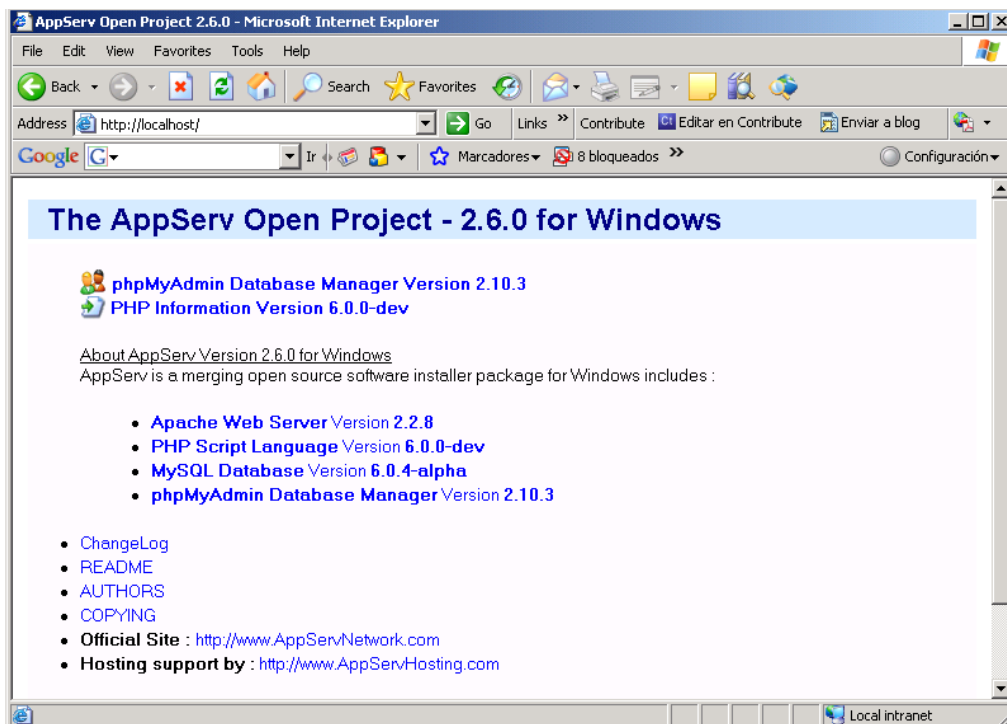 AppServ Open Project 2.6.0 - Microsoft Internet Explorer
File Edit View Favorites Tools Help
Back Search Favorites
Address http://localhost/ Go Links » Contribute Ct Editar en Contribute Enviar a blog
Google G Ir Marcadores 8 bloqueados » Configuración
The AppServ Open Project - 2.6.0 for Windows
phpMyAdmin Database Manager Version 2.10.3
PHP Information Version 6.0.0-dev
About AppServ Version 2.6.0 for Windows
AppServ is a merging open source software installer package for Windows includes :
• Apache Web Server Version 2.2.8
• PHP Script Language Version 6.0.0-dev
• MySQL Database Version 6.0.4-alpha
• phpMyAdmin Database Manager Version 2.10.3
• ChangeLog
• README
• AUTHORS
• COPYING
• Official Site : http://www.AppServNetwork.com
• Hosting support by : http://www.AppServHosting.com
Local intranet